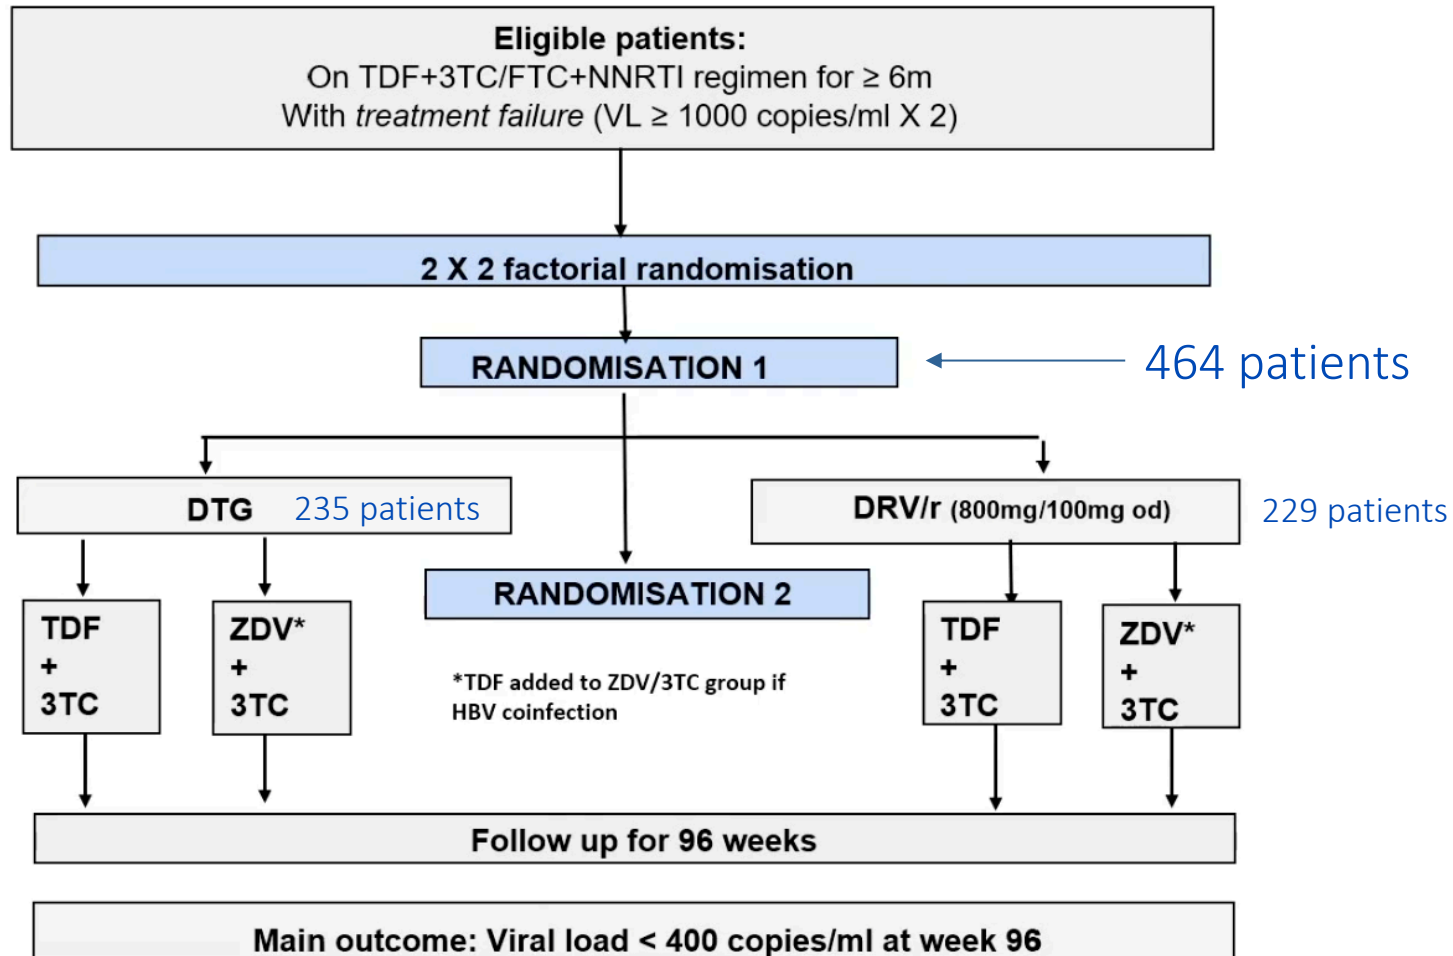 Eligible patients:
On TDF+3TC/FTC+NNRTI regimen for ≥ 6m
With treatment failure (VL ≥ 1000 copies/ml X 2)
2 X 2 factorial randomisation
RANDOMISATION 1
464 patients
DTG 235 patients
DRV/r (800mg/100mg od)
229 patients
RANDOMISATION 2
TDF
+
3TC
ZDV*
+
3TC
*TDF added to ZDV/3TC group if
HBV coinfection
TDF
+
3TC
ZDV*
+
3TC
Follow up for 96 weeks
Main outcome: Viral load < 400 copies/ml at week 96